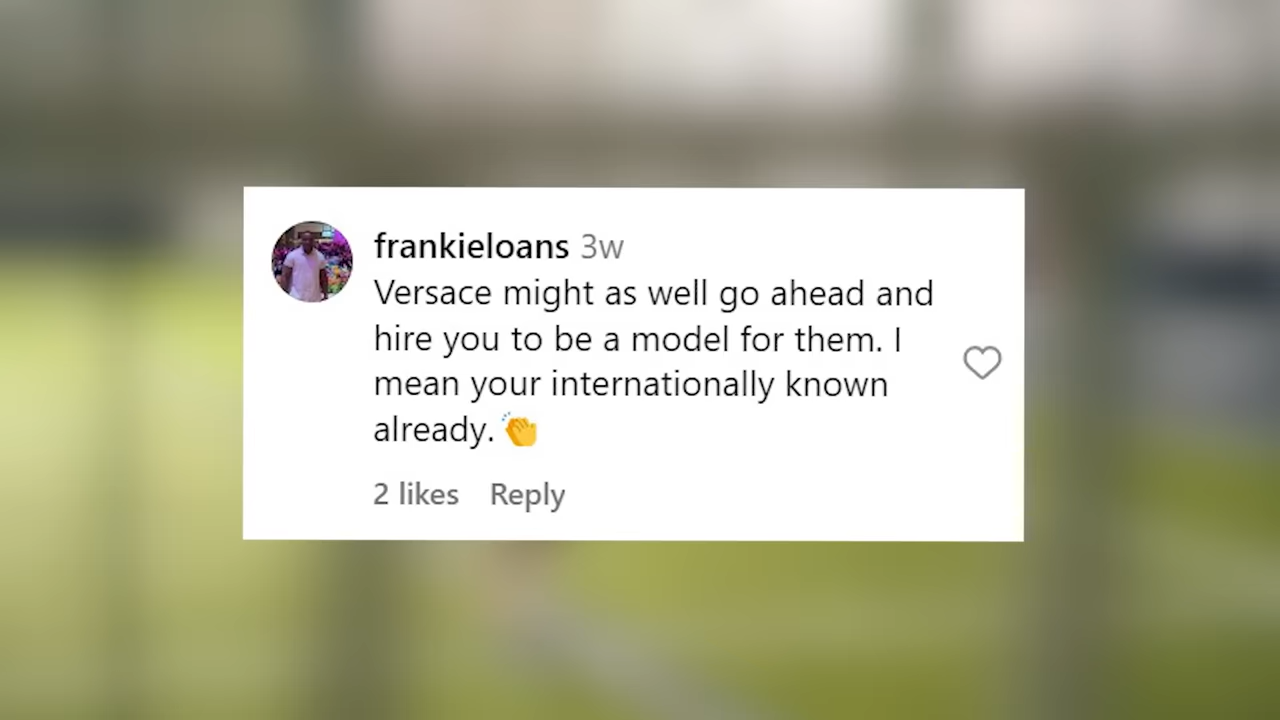 frankieloans 3w
Versace might as well go ahead and
hire you to be a model for them. I
mean your internationally known
already. 👏
2 likes Reply